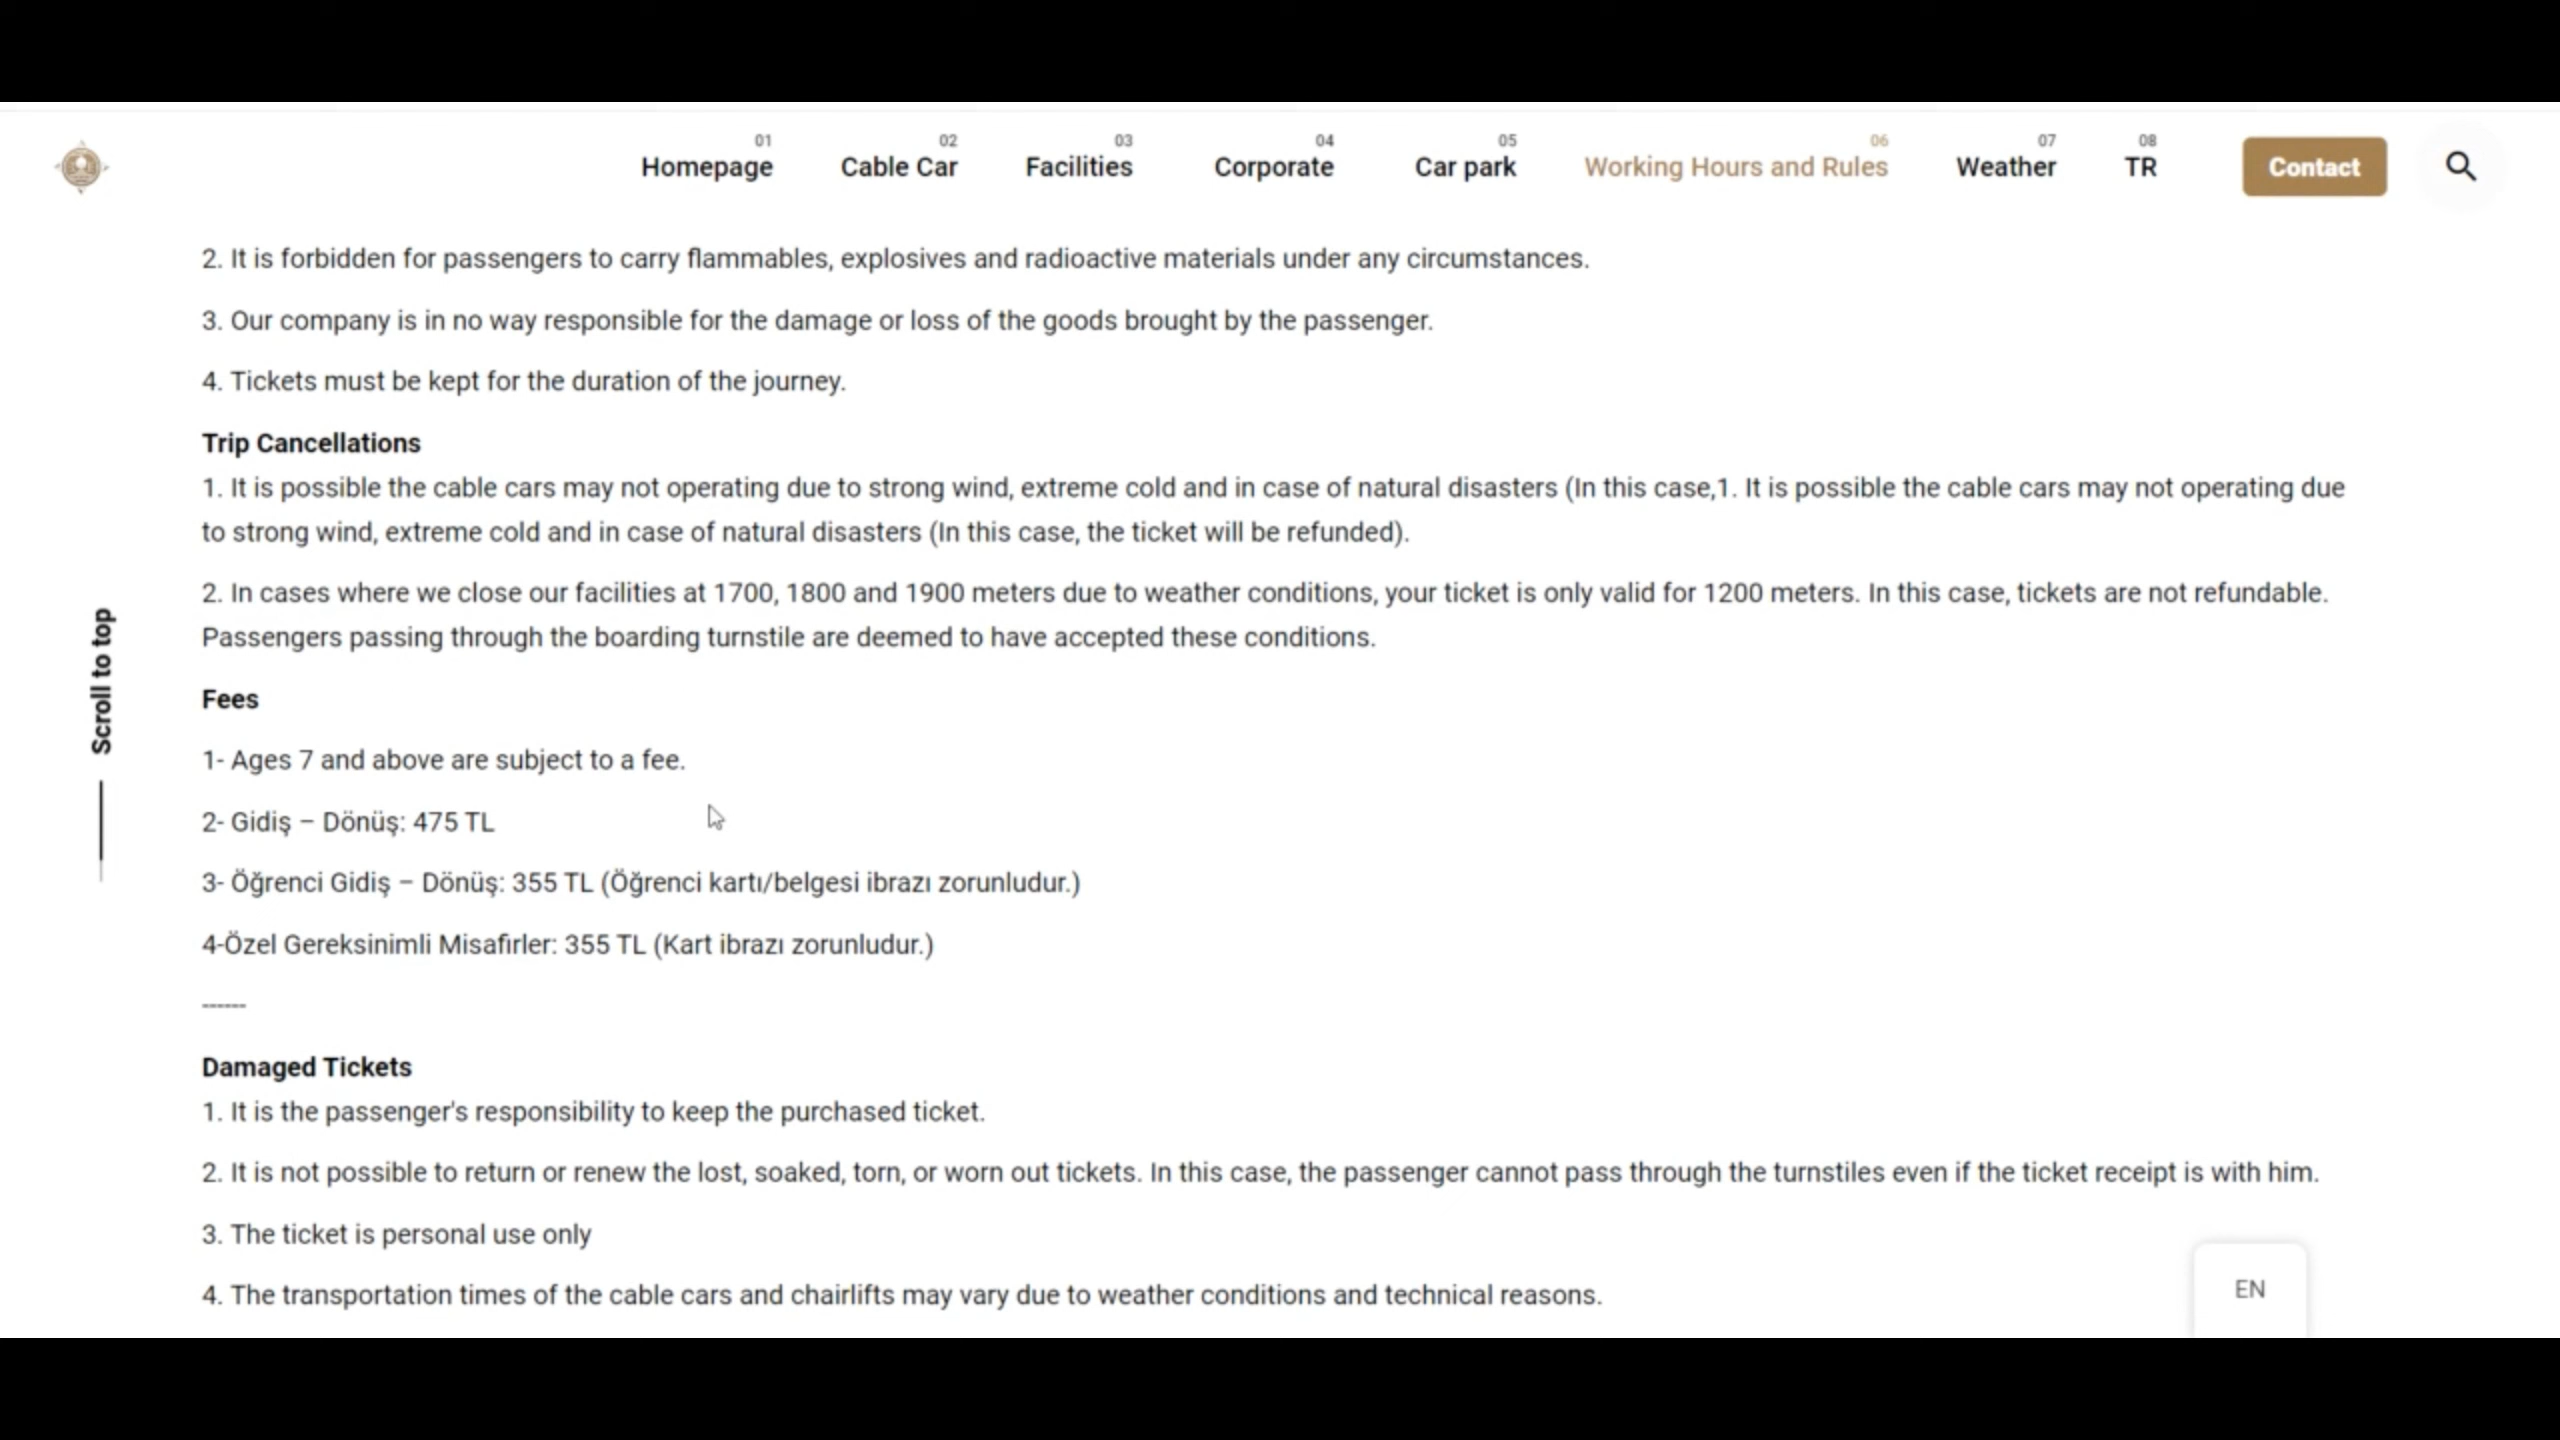 01
Homepage
02
Cable Car
03
Facilities
04
Corporate
05
Car park
06
Working Hours and Rules
07
Weather
08
TR
Contact
2. It is forbidden for passengers to carry flammables, explosives and radioactive materials under any circumstances.
3. Our company is in no way responsible for the damage or loss of the goods brought by the passenger.
4. Tickets must be kept for the duration of the journey.
Trip Cancellations
1. It is possible the cable cars may not operating due to strong wind, extreme cold and in case of natural disasters (In this case,1. It is possible the cable cars may not operating due
to strong wind, extreme cold and in case of natural disasters (In this case, the ticket will be refunded).
2. In cases where we close our facilities at 1700, 1800 and 1900 meters due to weather conditions, your ticket is only valid for 1200 meters. In this case, tickets are not refundable.
Passengers passing through the boarding turnstile are deemed to have accepted these conditions.
Fees
1- Ages 7 and above are subject to a fee.
2- Gidiş – Dönüş: 475 TL
3- Öğrenci Gidiş – Dönüş: 355 TL (Öğrenci kartı/belgesi ibrazı zorunludur.)
4-Özel Gereksinimli Misafirler: 355 TL (Kart ibrazı zorunludur.)
------
Damaged Tickets
1. It is the passenger's responsibility to keep the purchased ticket.
2. It is not possible to return or renew the lost, soaked, torn, or worn out tickets. In this case, the passenger cannot pass through the turnstiles even if the ticket receipt is with him.
3. The ticket is personal use only
4. The transportation times of the cable cars and chairlifts may vary due to weather conditions and technical reasons.
Scroll to top
EN